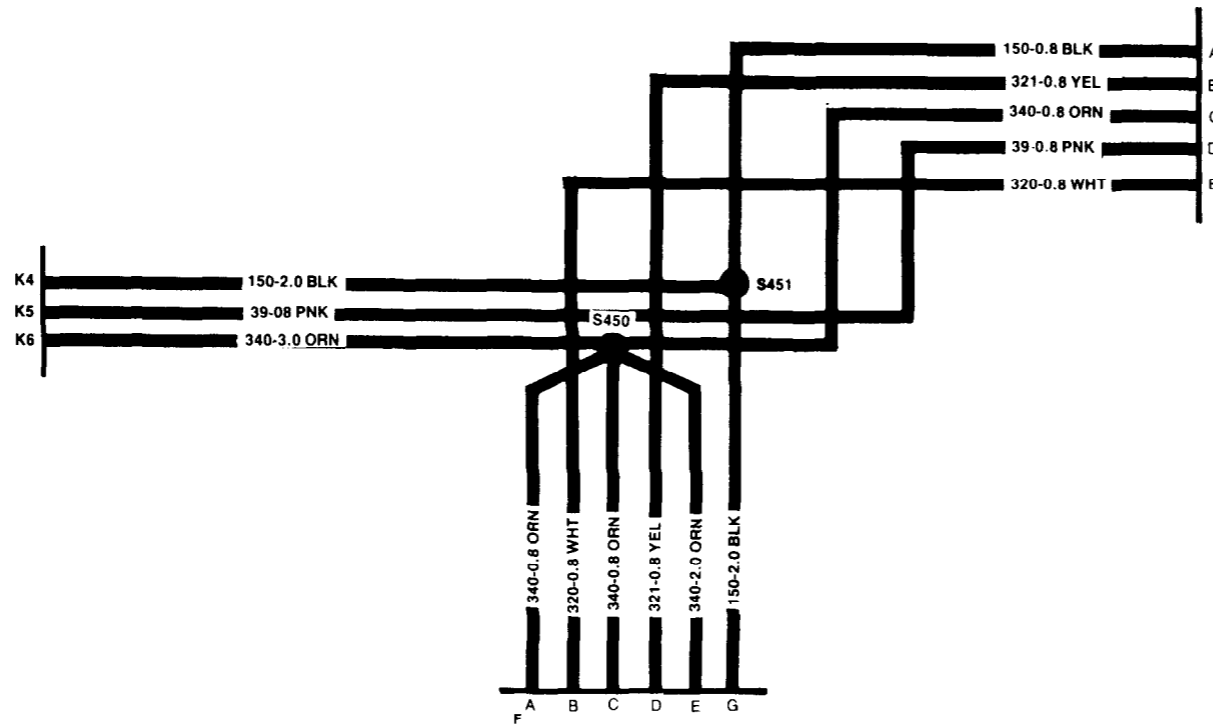 150-0.8 BLK
A
321-0.8 YEL
340-0.8 ORN
39-0.8 PNK
320-0.8 WHT
K4
150-2.0 BLK
S451
K5
39-08 PNK
S450
K6
340-3.0 ORN
340-0.8 ORN
320-0.8 WHT
340-0.8 ORN
321-0.8 YEL
340-2.0 ORN
150-2.0 BLK
A
B
C
D
E
G
F